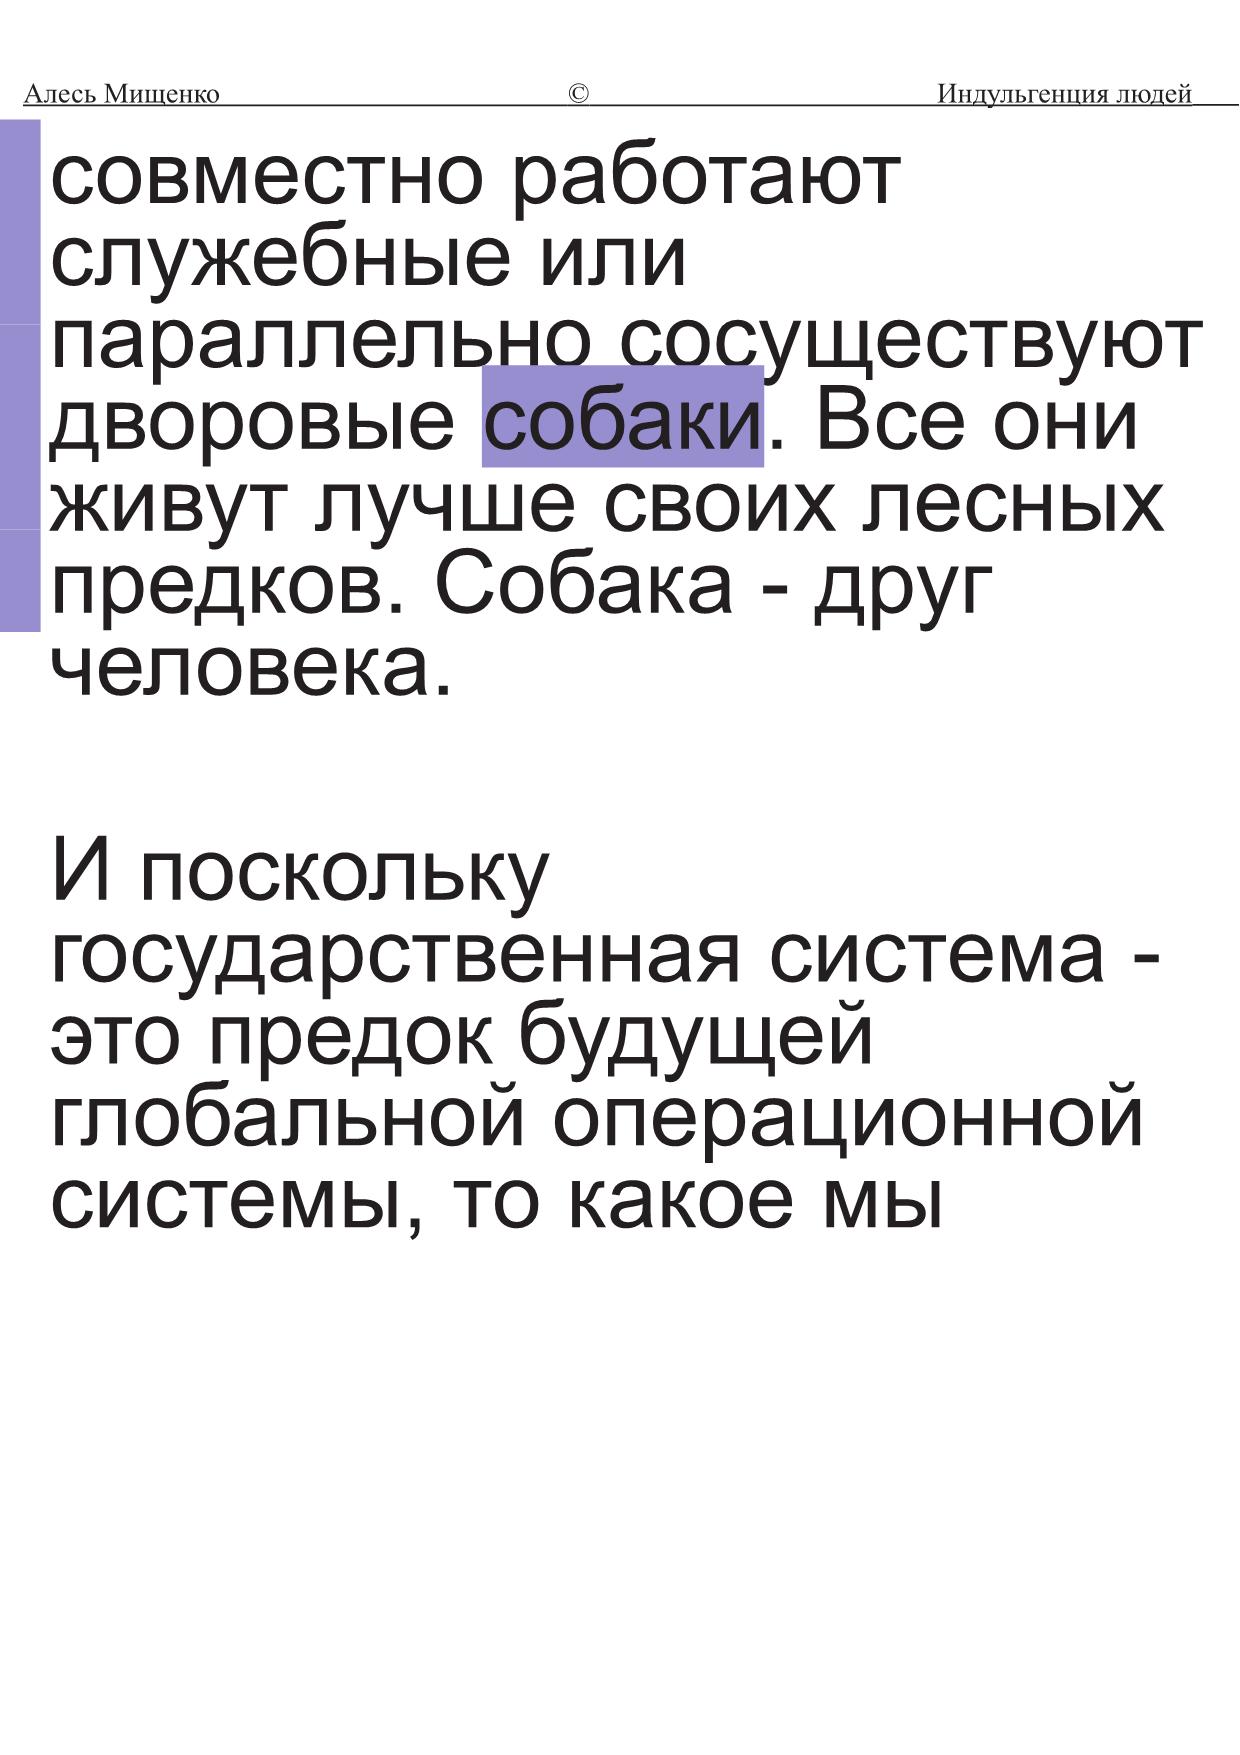 Алесь Мищенко © Индульгенция людей
совместно работают
служебные или
параллельно сосуществуют
дворовые собаки. Все они
живут лучше своих лесных
предков. Собака - друг
человека.
И поскольку
государственная система -
это предок будущей
глобальной операционной
системы, то какое мы